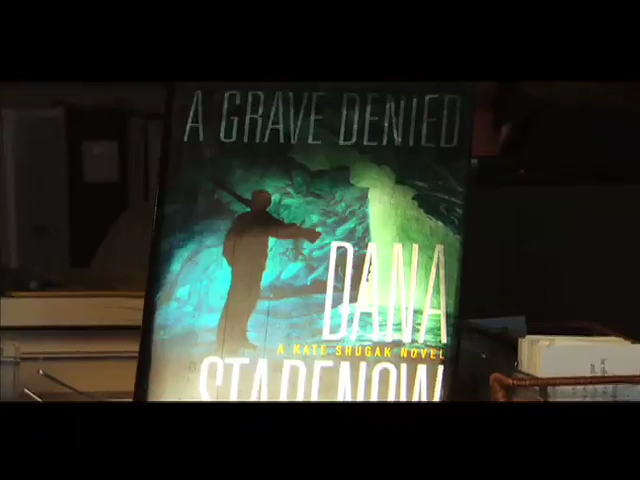 A GRAVE DENIED
DANA
A KATE SHUGAK NOVEL
STABENOW